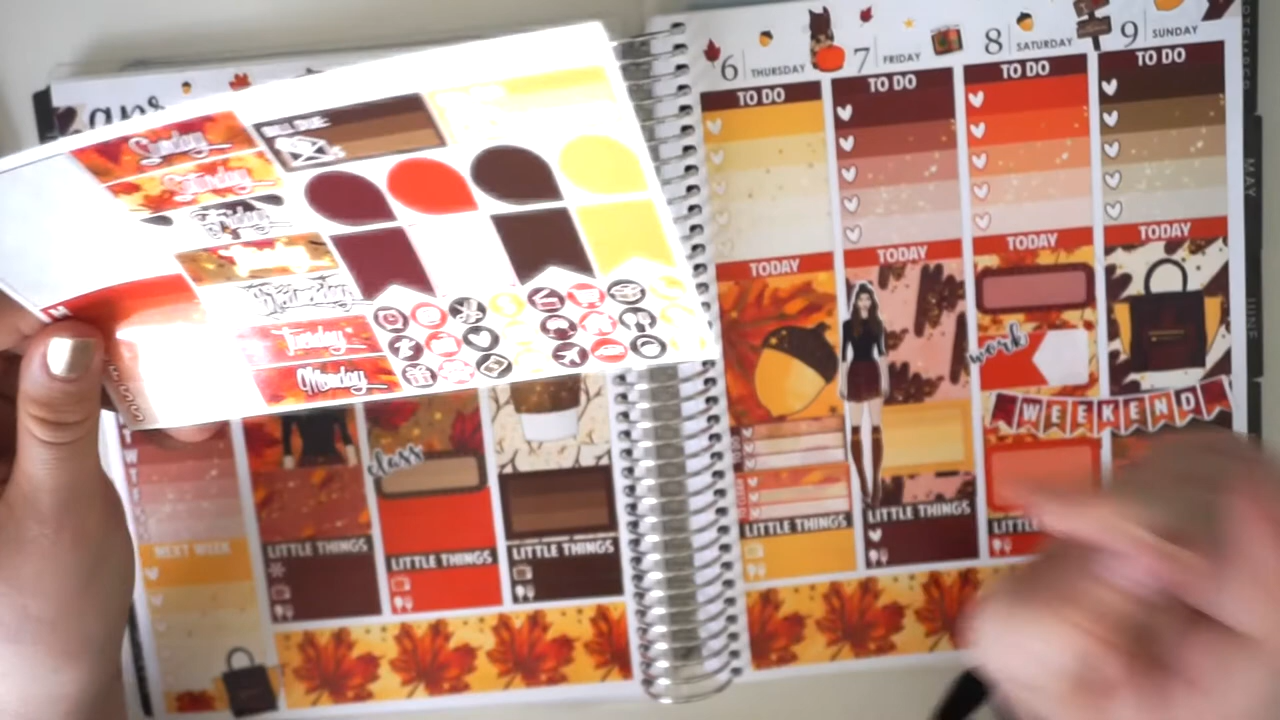 Sunday
Saturday
Friday
Tuesday
Monday
BILL DUE:
T
W
T
F
NEXT WEEK
class
LITTLE THINGS
LITTLE THINGS
LITTLE THINGS
6 THURSDAY
7 FRIDAY
8 SATURDAY
9 SUNDAY
TO DO
TO DO
TO DO
TO DO
TODAY
TODAY
TODAY
TODAY
work
WEEKEND
LITTLE THINGS
LITTLE THINGS
MAY
JUNE